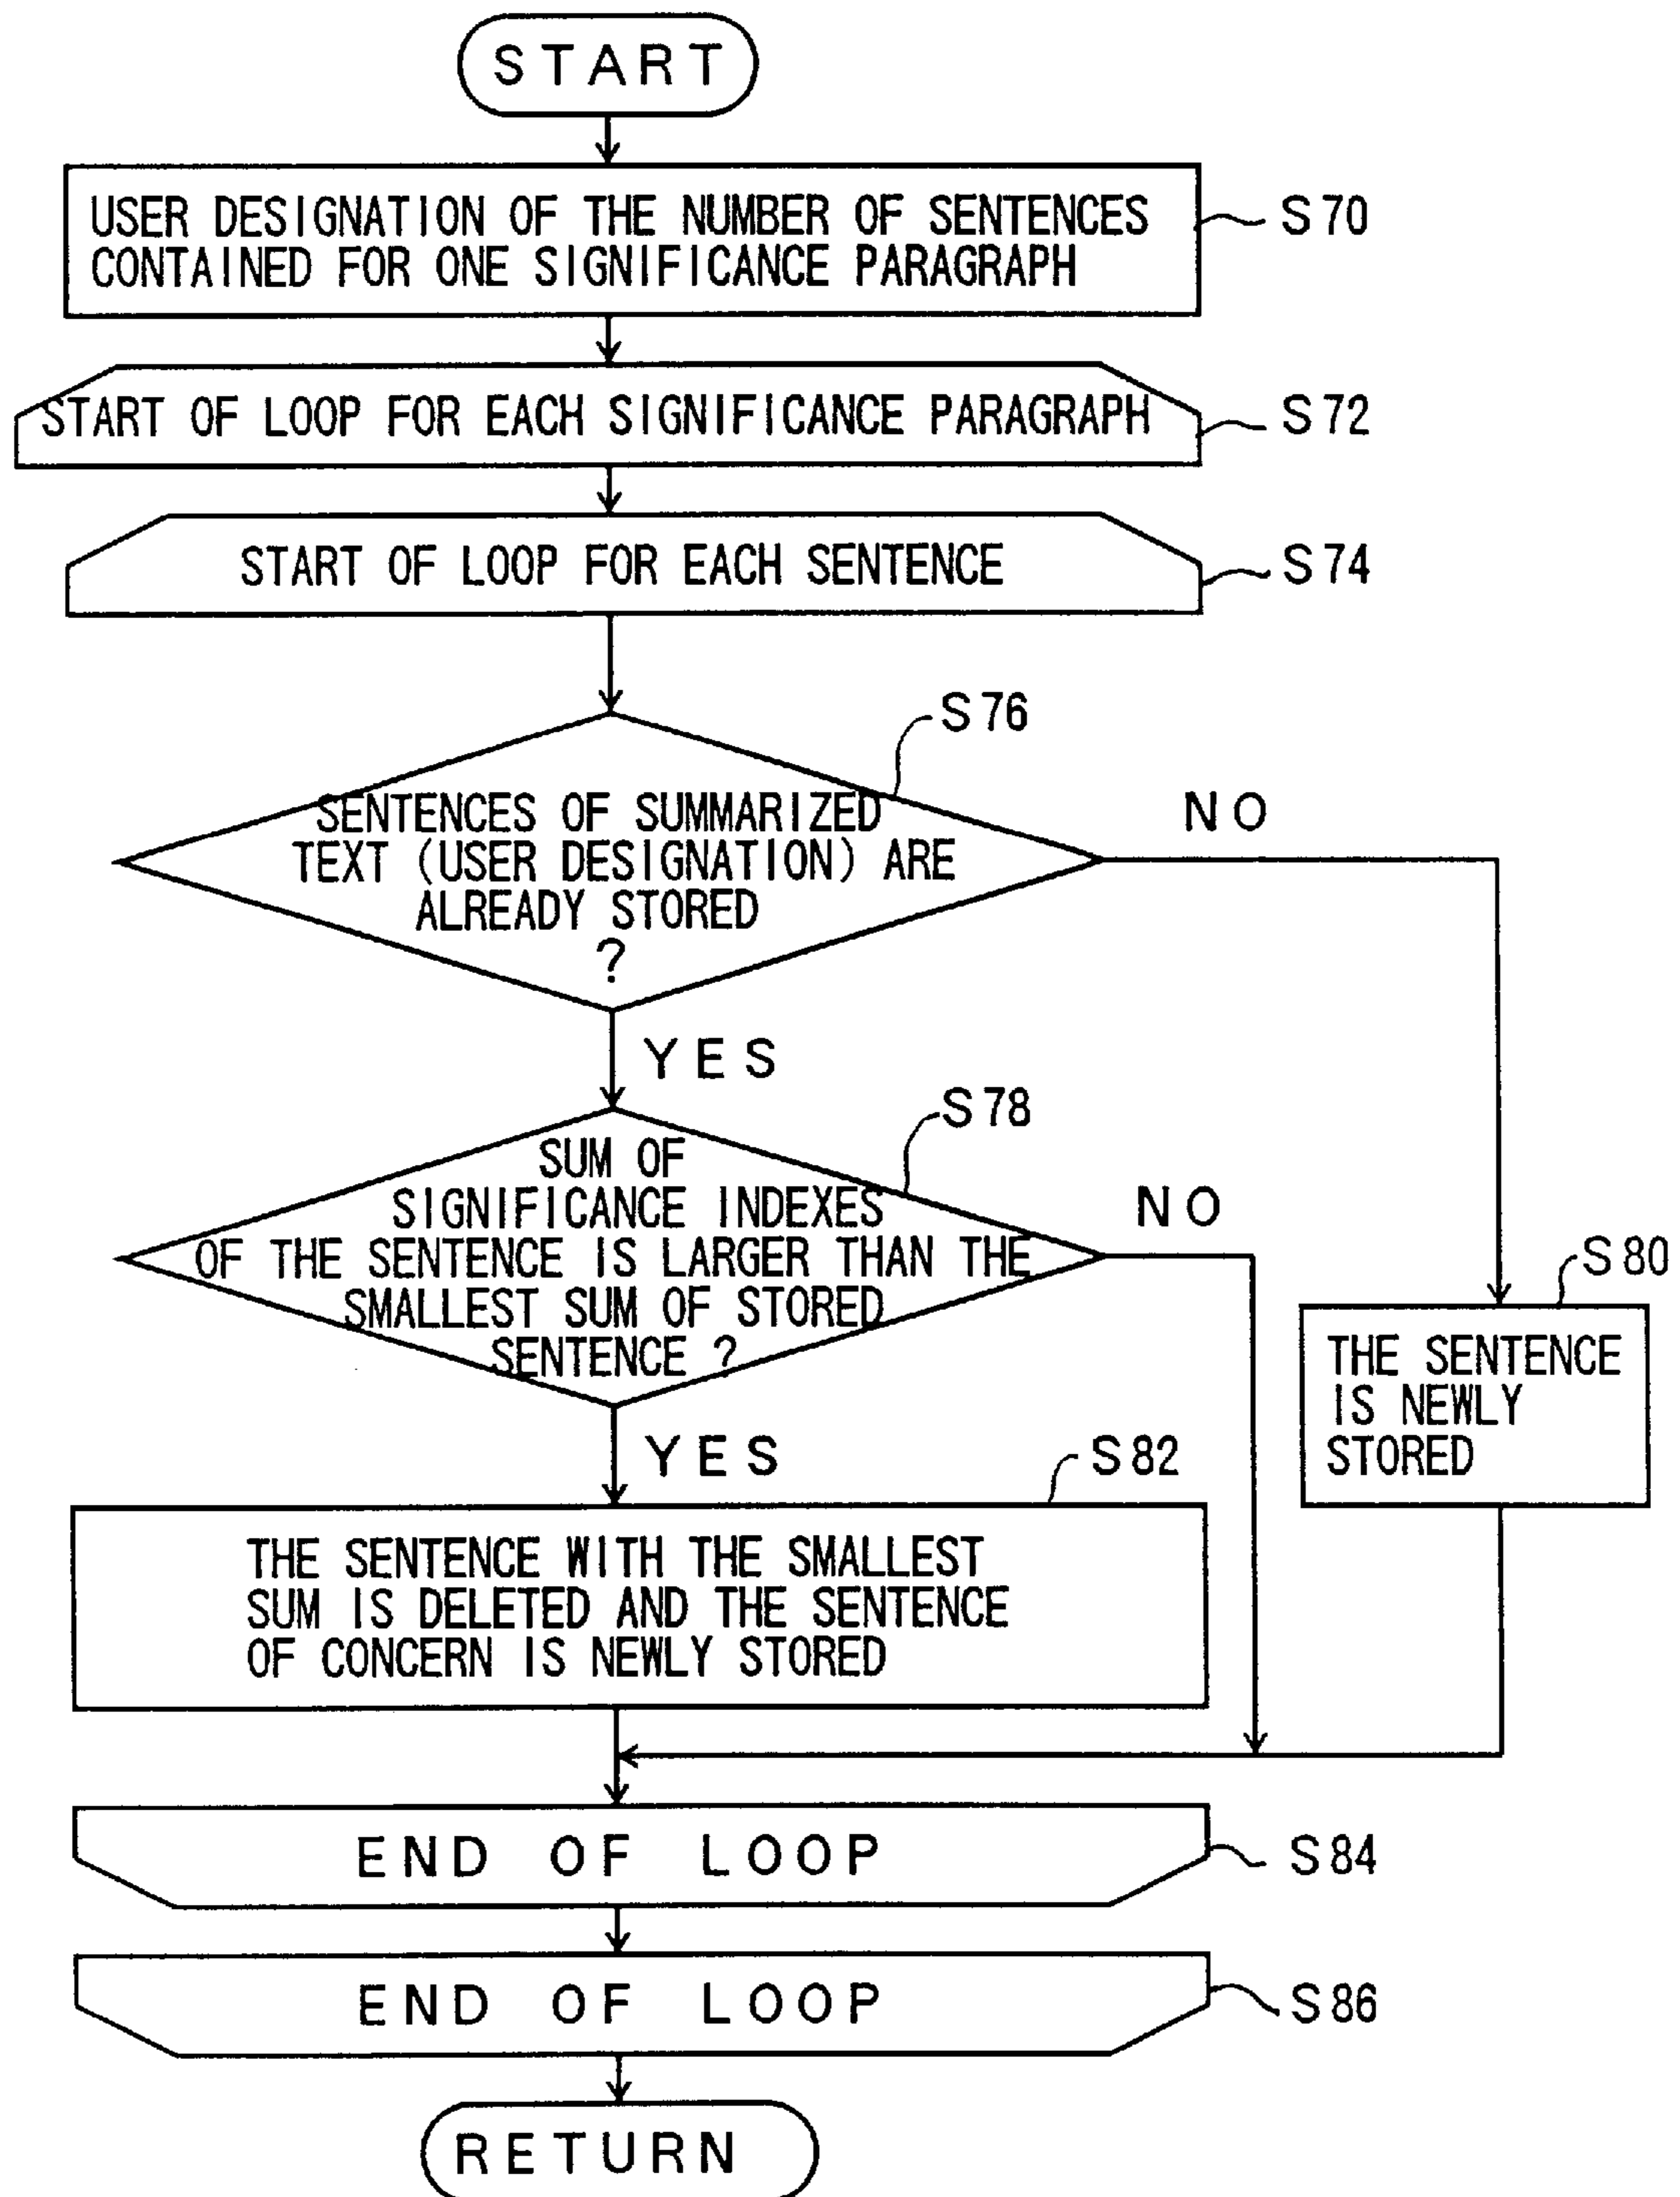 START
USER DESIGNATION OF THE NUMBER OF SENTENCES
CONTAINED FOR ONE SIGNIFICANCE PARAGRAPH
S70
START OF LOOP FOR EACH SIGNIFICANCE PARAGRAPH
S72
START OF LOOP FOR EACH SENTENCE
S74
S76
SENTENCES OF SUMMARIZED
TEXT (USER DESIGNATION) ARE
ALREADY STORED
?
NO
YES
S78
SUM OF
SIGNIFICANCE INDEXES
OF THE SENTENCE IS LARGER THAN THE
SMALLEST SUM OF STORED
SENTENCE ?
NO
S80
THE SENTENCE
IS NEWLY
STORED
YES
S82
THE SENTENCE WITH THE SMALLEST
SUM IS DELETED AND THE SENTENCE
OF CONCERN IS NEWLY STORED
END OF LOOP
S84
END OF LOOP
S86
RETURN